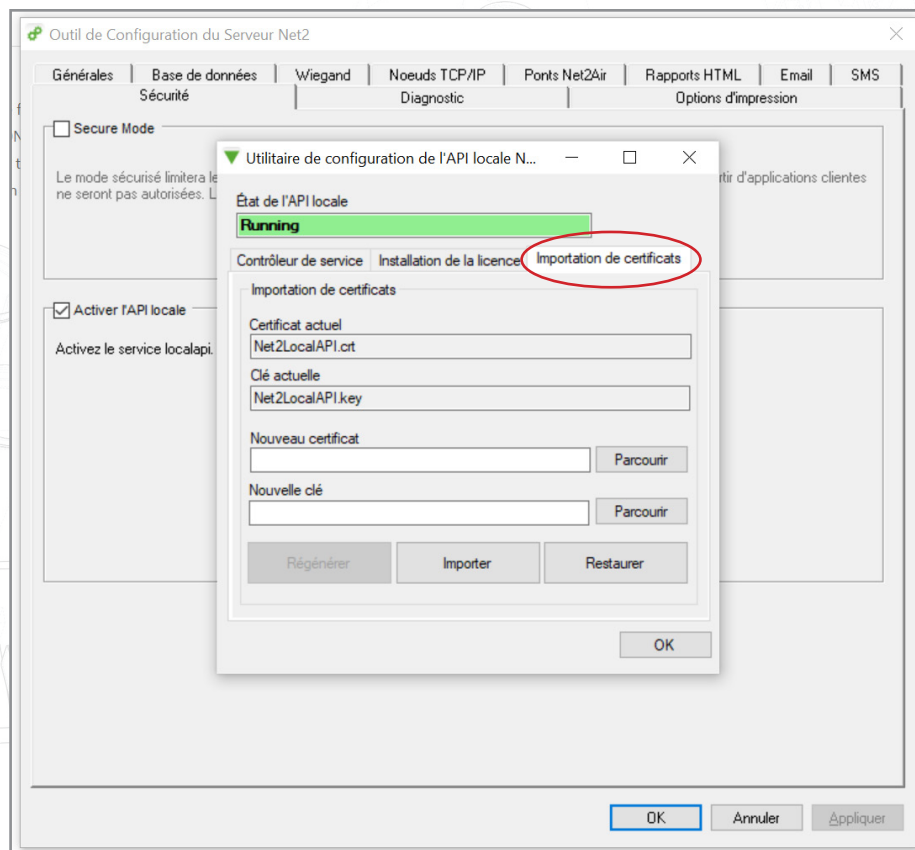 Outil de Configuration du Serveur Net2
Générales Base de données Wiegand Noeuds TCP/IP Ponts Net2Air Rapports HTML Email SMS
Sécurité Diagnostic Options d'impression
Secure Mode
Le mode sécurisé limitera le
rtir d'applications clientes
ne seront pas autorisées. L
Utilitaire de configuration de l'API locale N...
État de l'API locale
Running
Contrôleur de service Installation de la licence Importation de certificats
Importation de certificats
Certificat actuel
Net2LocalAPI.crt
Clé actuelle
Net2LocalAPI.key
Nouveau certificat
Parcourir
Nouvelle clé
Parcourir
Régénérer Importer Restaurer
OK
Activer l'API locale
Activez le service localapi.
OK Annuler Appliquer